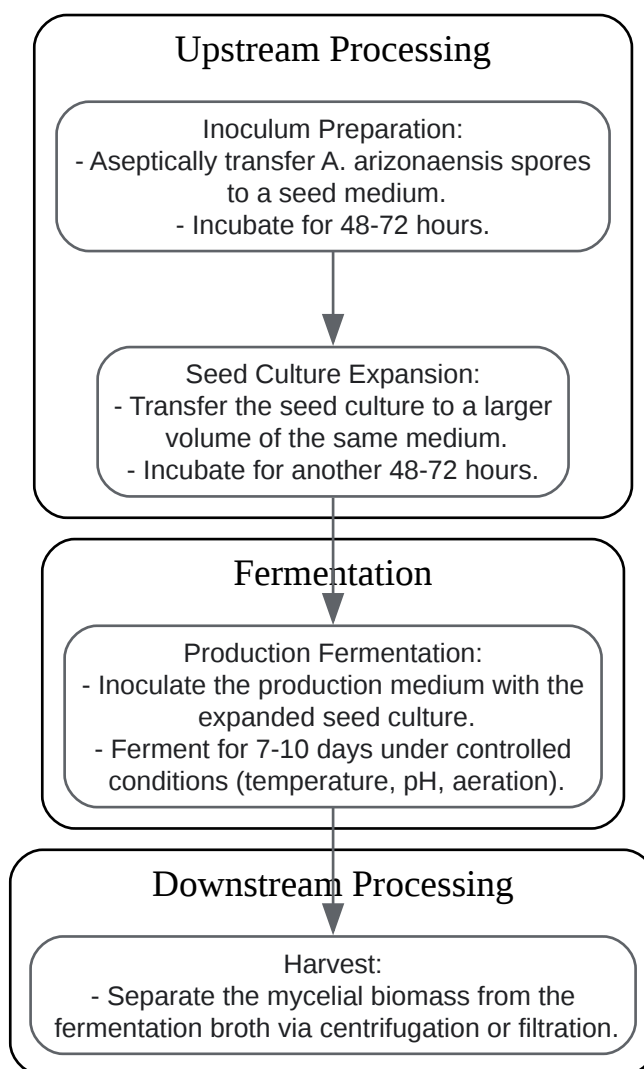 Upstream Processing
Inoculum Preparation:
- Aseptically transfer A. arizonaensis spores
to a seed medium.
- Incubate for 48-72 hours.
Seed Culture Expansion:
- Transfer the seed culture to a larger
volume of the same medium.
- Incubate for another 48-72 hours.
Fermentation
Production Fermentation:
- Inoculate the production medium with the
expanded seed culture.
- Ferment for 7-10 days under controlled
conditions (temperature, pH, aeration).
Downstream Processing
Harvest:
- Separate the mycelial biomass from the
fermentation broth via centrifugation or filtration.